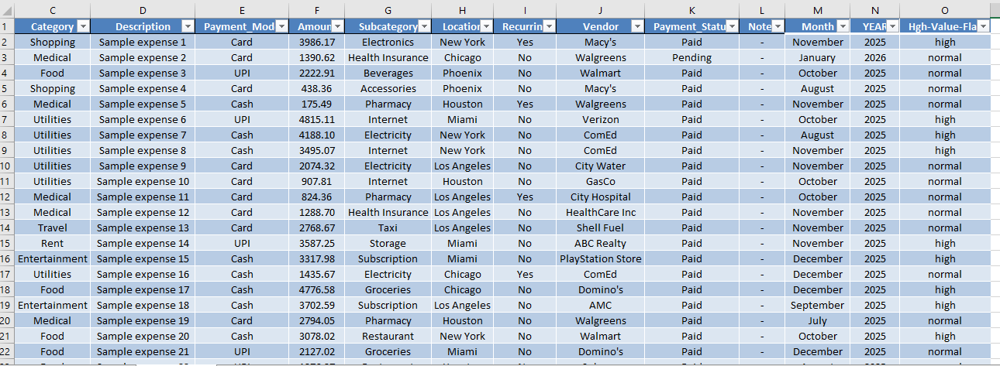 C D E F G H I J K L M N O
1 Category Description Payment_Mod Amoun Subcategory Location Recurrin Vendor Payment_Statu Note Month YEAR Hgh-Value-Fla
2 Shopping Sample expense 1 Card 3986.17 Electronics New York Yes Macy's Paid - November 2025 high
3 Medical Sample expense 2 Card 1390.62 Health Insurance Chicago No Walgreens Pending - January 2026 normal
4 Food Sample expense 3 UPI 2222.91 Beverages Phoenix No Walmart Paid - October 2025 normal
5 Shopping Sample expense 4 Card 438.36 Accessories Phoenix No Macy's Paid - August 2025 normal
6 Medical Sample expense 5 Cash 175.49 Pharmacy Houston Yes Walgreens Paid - November 2025 normal
7 Utilities Sample expense 6 UPI 4815.11 Internet Miami No Verizon Paid - October 2025 high
8 Utilities Sample expense 7 Cash 4188.10 Electricity New York No ComEd Paid - August 2025 high
9 Utilities Sample expense 8 Cash 3495.07 Internet New York No ComEd Paid - November 2025 high
10 Utilities Sample expense 9 Card 2074.32 Electricity Los Angeles No City Water Paid - November 2025 normal
11 Utilities Sample expense 10 Card 907.81 Internet Houston No GasCo Paid - October 2025 normal
12 Medical Sample expense 11 Card 824.36 Pharmacy Los Angeles Yes City Hospital Paid - October 2025 normal
13 Medical Sample expense 12 Card 1288.70 Health Insurance Los Angeles No HealthCare Inc Paid - November 2025 normal
14 Travel Sample expense 13 Card 2768.67 Taxi Los Angeles No Shell Fuel Paid - November 2025 normal
15 Rent Sample expense 14 UPI 3587.25 Storage Miami No ABC Realty Paid - November 2025 high
16 Entertainment Sample expense 15 Cash 3317.98 Subscription Miami No PlayStation Store Paid - December 2025 high
17 Utilities Sample expense 16 Cash 1435.67 Electricity Chicago Yes ComEd Paid - December 2025 normal
18 Food Sample expense 17 Cash 4776.58 Groceries Chicago No Domino's Paid - December 2025 high
19 Entertainment Sample expense 18 Cash 3702.59 Subscription Los Angeles No AMC Paid - September 2025 high
20 Medical Sample expense 19 Card 2794.05 Pharmacy Houston No Walgreens Paid - July 2025 normal
21 Food Sample expense 20 Cash 3078.02 Restaurant New York No Walmart Paid - October 2025 high
22 Food Sample expense 21 UPI 2127.02 Groceries Miami No Domino's Paid - December 2025 normal